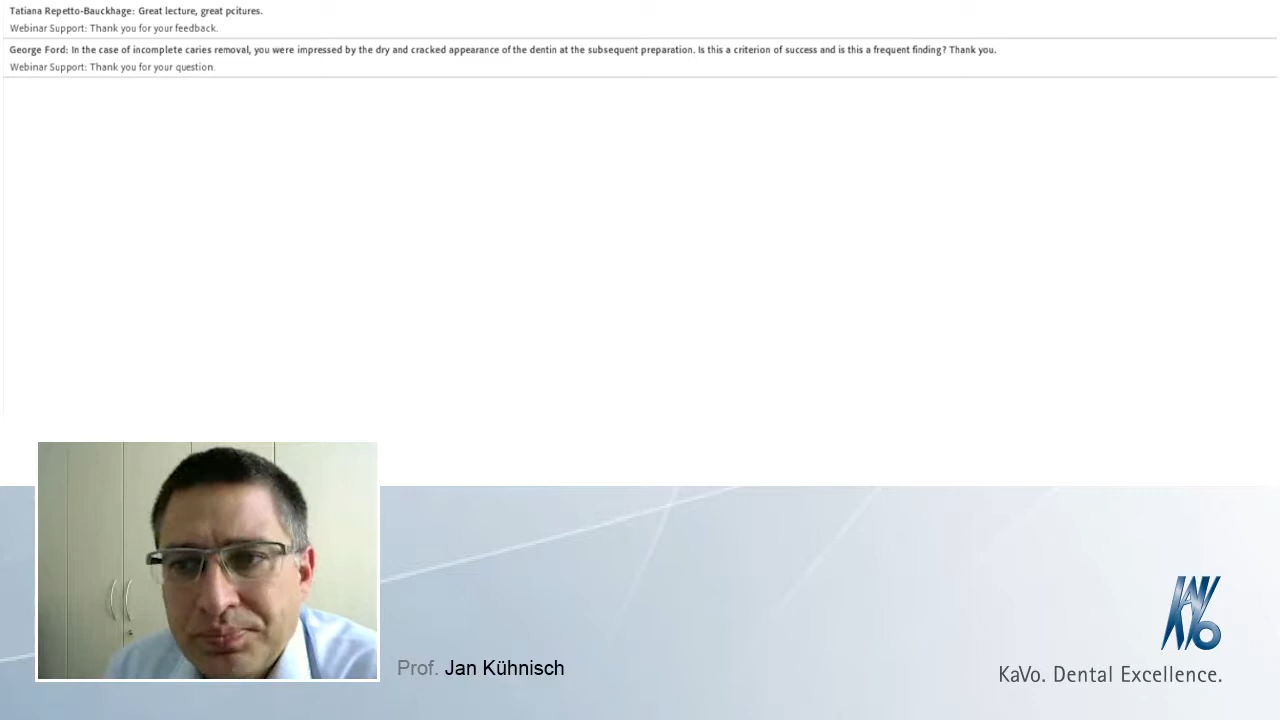 Tatiana Repetto-Bauckhage: Great lecture, great pcitures.
Webinar Support: Thank you for your feedback.
George Ford: In the case of incomplete caries removal, you were impressed by the dry and cracked appearance of the dentin at the subsequent preparation. Is this a criterion of success and is this a frequent finding? Thank you.
Webinar Support: Thank you for your question.
Prof. Jan Kühnisch
KAVO
KaVo. Dental Excellence.